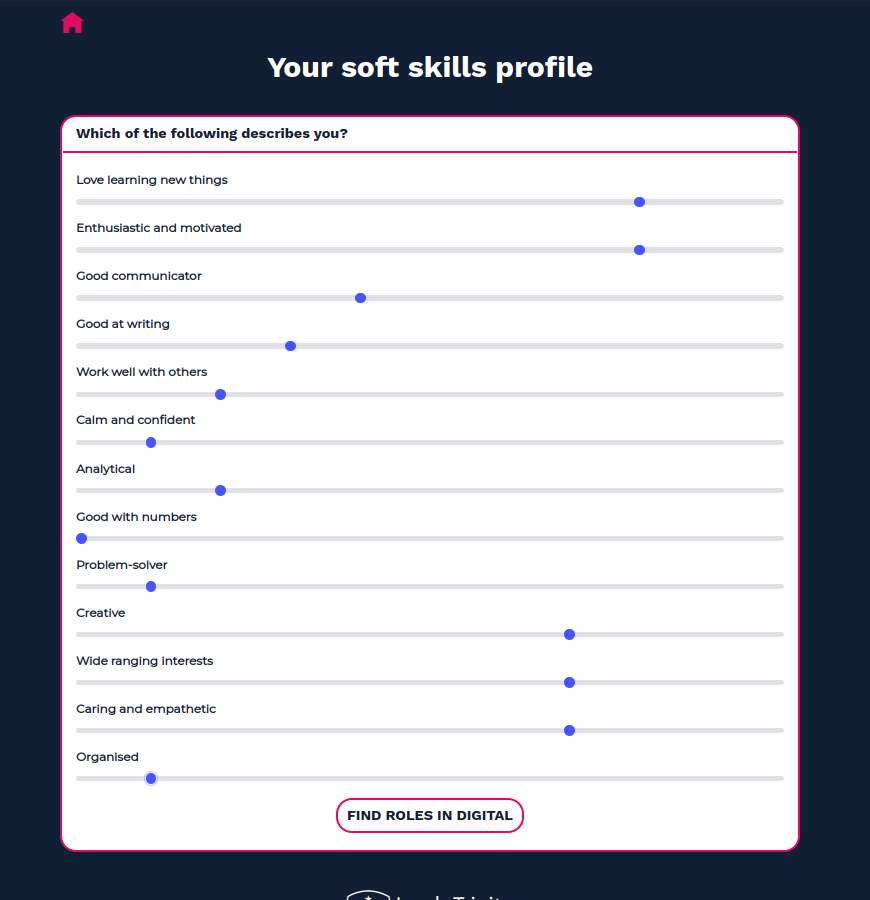 Your soft skills profile
Which of the following describes you?
Love learning new things
Enthusiastic and motivated
Good communicator
Good at writing
Work well with others
Calm and confident
Analytical
Good with numbers
Problem-solver
Creative
Wide ranging interests
Caring and empathetic
Organised
FIND ROLES IN DIGITAL